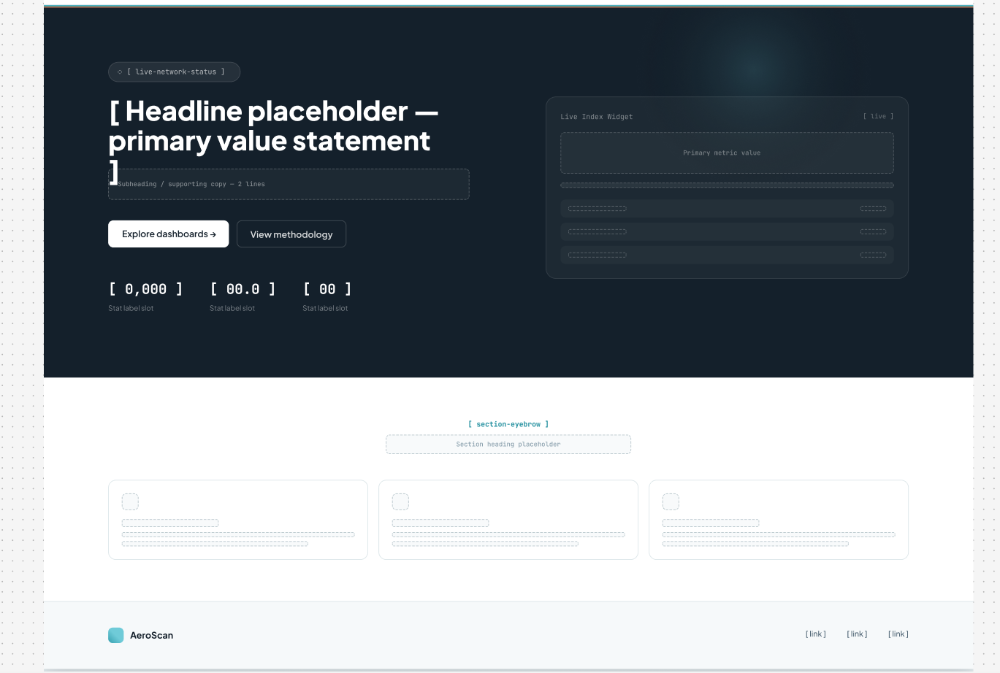 [ live-network-status ]
[ Headline placeholder —
primary value statement
]
Subheading / supporting copy — 2 lines
Explore dashboards →
View methodology
[ 0,000 ]
[ 00.0 ]
[ 00 ]
Stat label slot
Stat label slot
Stat label slot
Live Index Widget
[ live ]
Primary metric value
[ section-eyebrow ]
Section heading placeholder
AeroScan
[link]
[link]
[link]